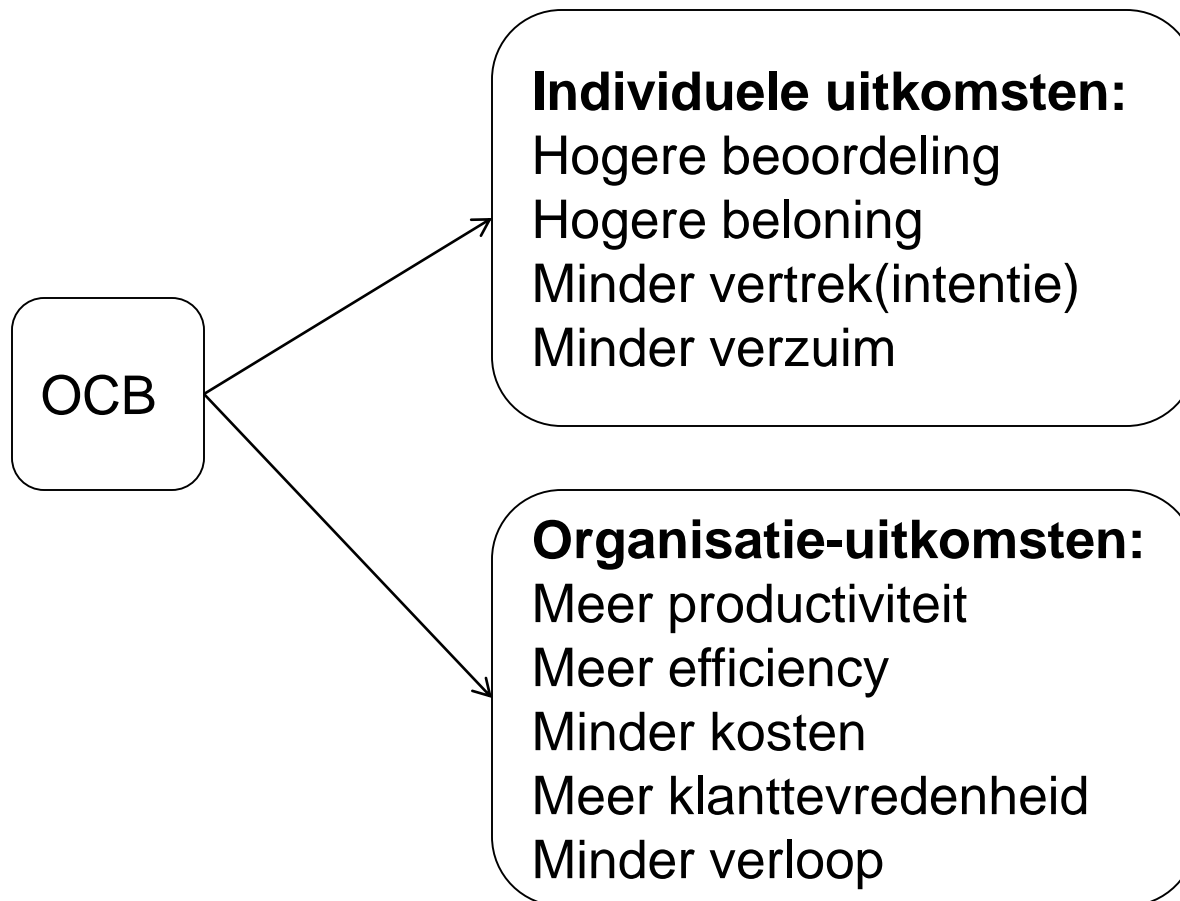 Individuele uitkomsten:
Hogere beoordeling
Hogere beloning
Minder vertrek(intentie)
Minder verzuim
OCB
Organisatie-uitkomsten:
Meer productiviteit
Meer efficiency
Minder kosten
Meer klanttevredenheid
Minder verloop